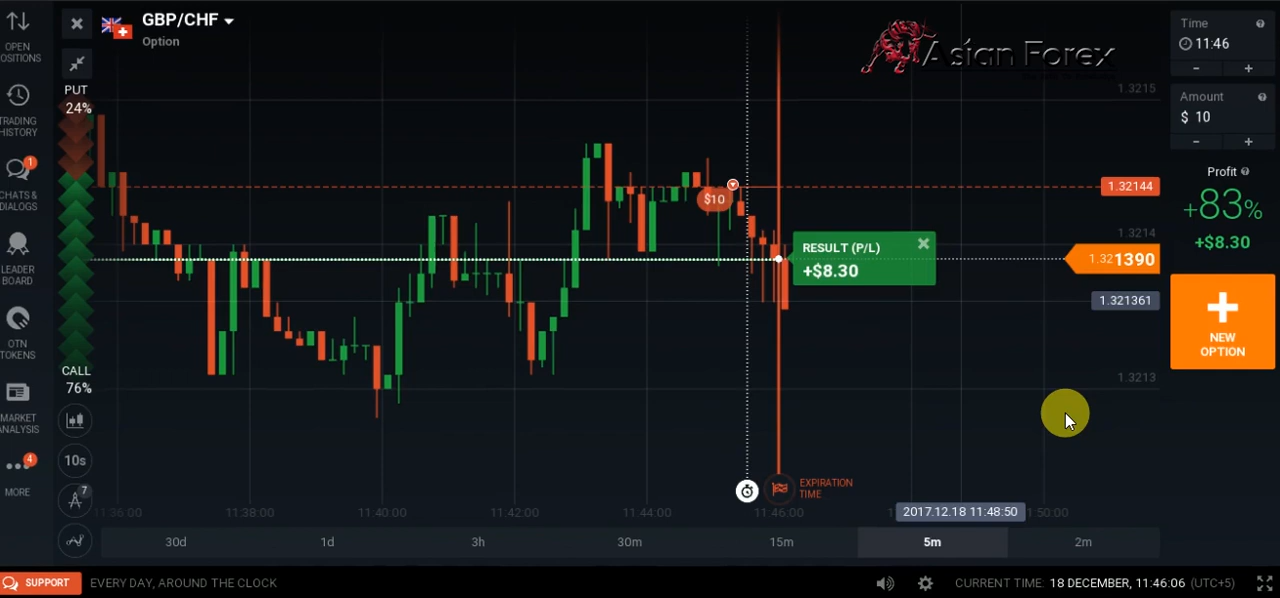 GBP/CHF
Option
OPEN
OSITIONS
TRADING
HISTORY
1
CHATS &
DIALOGS
LEADER
BOARD
OTN
TOKENS
MARKET
ANALYSIS
4
MORE
PUT
24%
CALL
76%
10s
7
Asian Forex
1.3215
1.32144
1.3214
1.321390
1.321361
1.3213
$10
RESULT (P/L)
+$8.30
EXPIRATION
TIME
11:36:00
11:38:00
11:40:00
11:42:00
11:44:00
11:46:00
2017.12.18 11:48:50
:50:00
30d
1d
3h
30m
15m
5m
2m
Time
11:46
- +
Amount
$ 10
- +
Profit
+83%
+$8.30
NEW
OPTION
SUPPORT
EVERY DAY, AROUND THE CLOCK
CURRENT TIME: 18 DECEMBER, 11:46:06 (UTC+5)